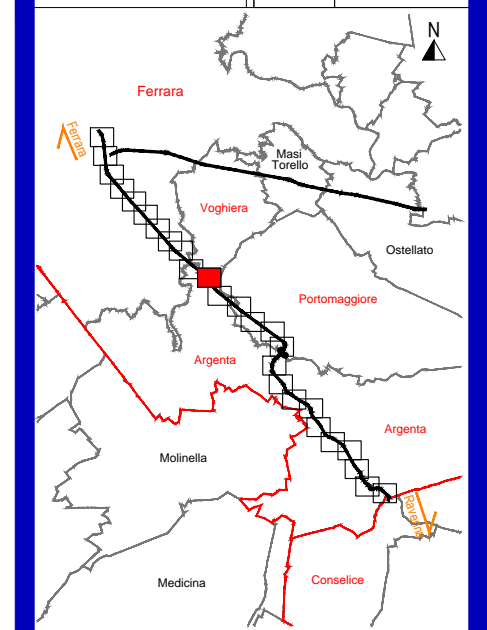 N
Ferrara
Ferrara
Masi
Torello
Voghiera
Ostellato
Portomaggiore
Argenta
Argenta
Molinella
Ravenna
Medicina
Conselice